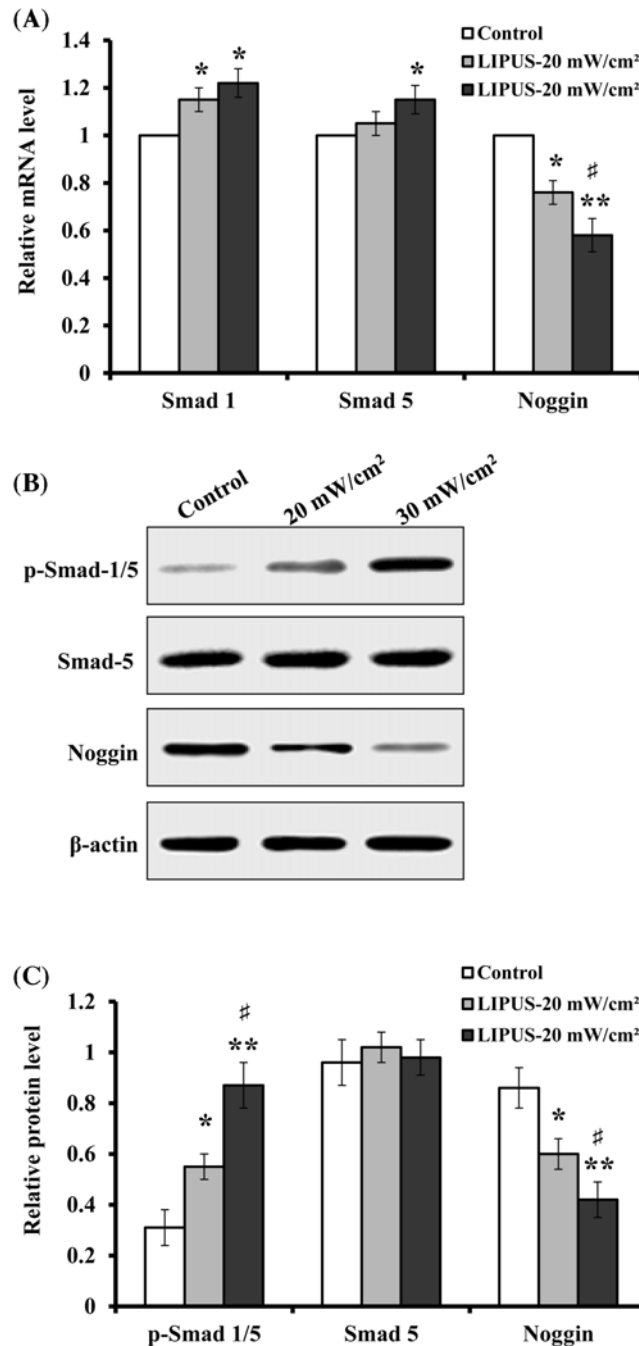 (A)
Control
LIPUS-20 mW/cm²
LIPUS-20 mW/cm²
Relative mRNA level
1.4
1.2
1
0.8
0.6
0.4
0.2
0
*
*
*
*
♯
**
Smad 1
Smad 5
Noggin
(B)
Control
20 mW/cm²
30 mW/cm²
p-Smad-1/5
Smad-5
Noggin
β-actin
(C)
Control
LIPUS-20 mW/cm²
LIPUS-20 mW/cm²
Relative protein level
1.2
1
0.8
0.6
0.4
0.2
0
*
♯
**
*
♯
**
p-Smad 1/5
Smad 5
Noggin